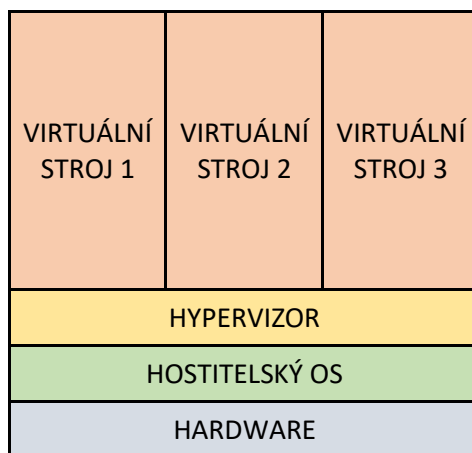 VIRTUÁLNÍ
STROJ 1
VIRTUÁLNÍ
STROJ 2
VIRTUÁLNÍ
STROJ 3
HYPERVIZOR
HOSTITELSKÝ OS
HARDWARE